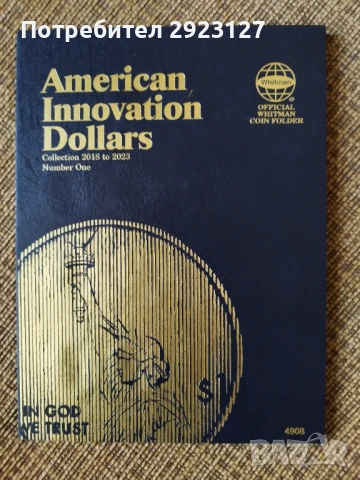 Потребител 2923127
American
Innovation
Dollars
Collection 2018 to 2023
Number One
Whitman
®
OFFICIAL
WHITMAN
COIN FOLDER
$1
IN GOD
WE TRUST
4908
BAZAR